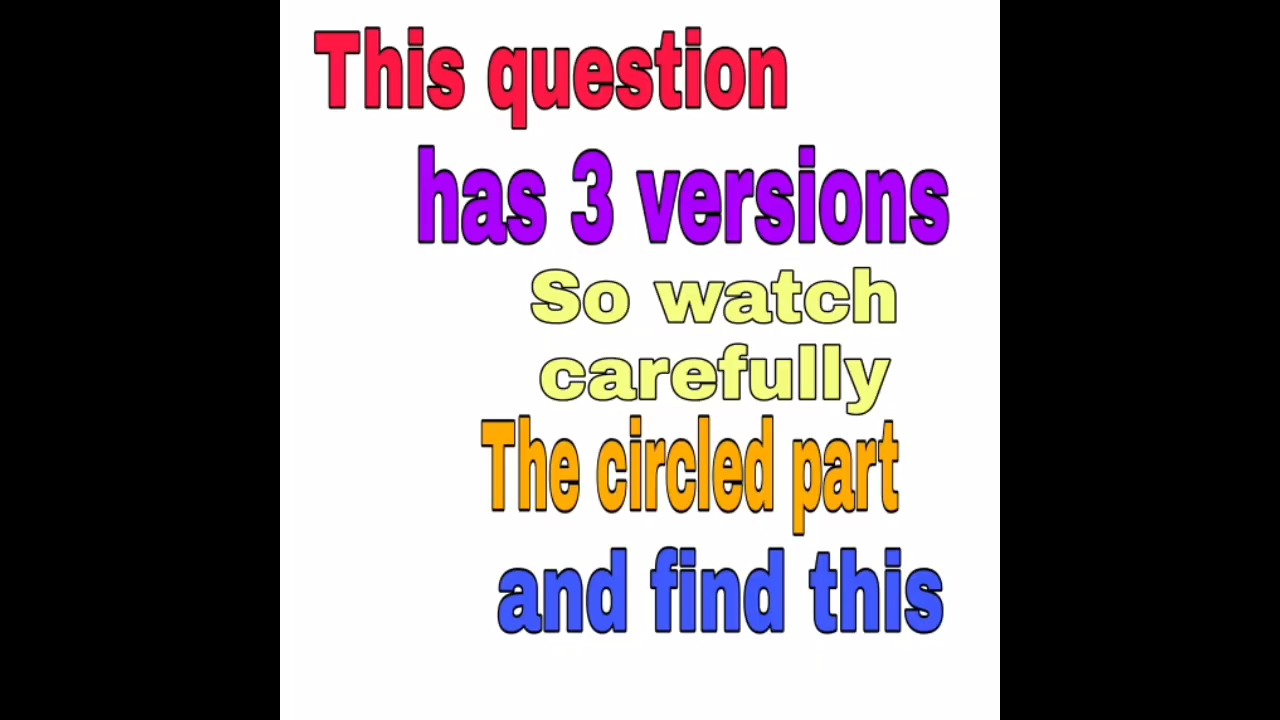 This question
has 3 versions
So watch
carefully
The circled part
and find this